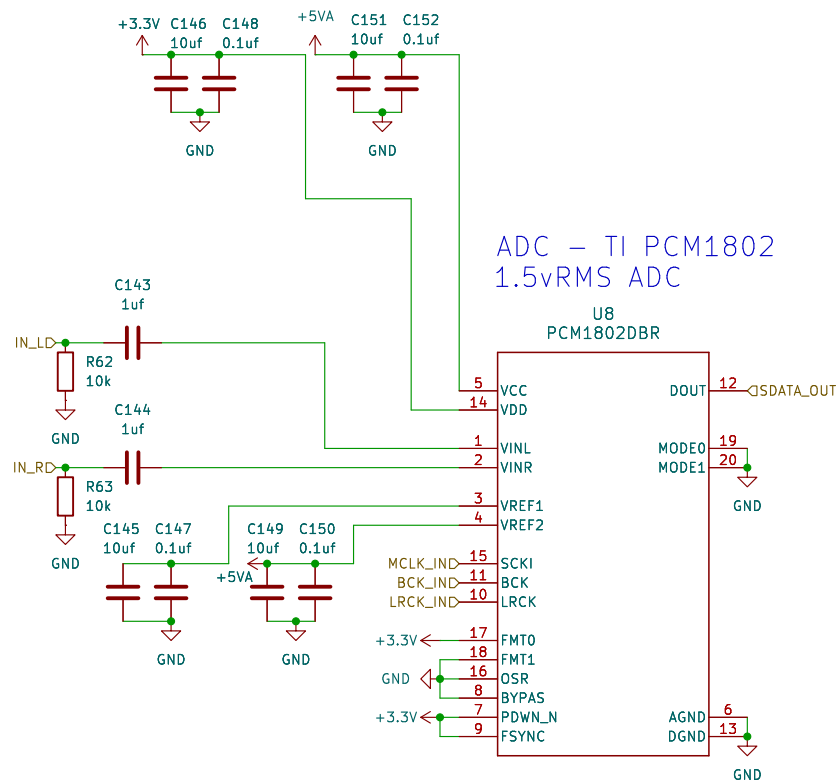 +3.3V
C146
10uf
C148
0.1uf
GND
+5VA
C151
10uf
C152
0.1uf
GND
ADC - TI PCM1802
1.5vRMS ADC
U8
PCM1802DBR
C143
1uf
IN_L
R62
10k
GND
C144
1uf
IN_R
R63
10k
GND
C145
10uf
C147
0.1uf
GND
C149
10uf
C150
0.1uf
+5VA
GND
5 VCC
14 VDD
1 VINL
2 VINR
3 VREF1
4 VREF2
MCLK_IN 15 SCKI
BCK_IN 11 BCK
LRCK_IN 10 LRCK
+3.3V 17 FMT0
18 FMT1
GND 16 OSR
8 BYPAS
+3.3V 7 PDWN_N
9 FSYNC
DOUT 12 SDATA_OUT
MODE0 19
MODE1 20
GND
AGND 6
DGND 13
GND